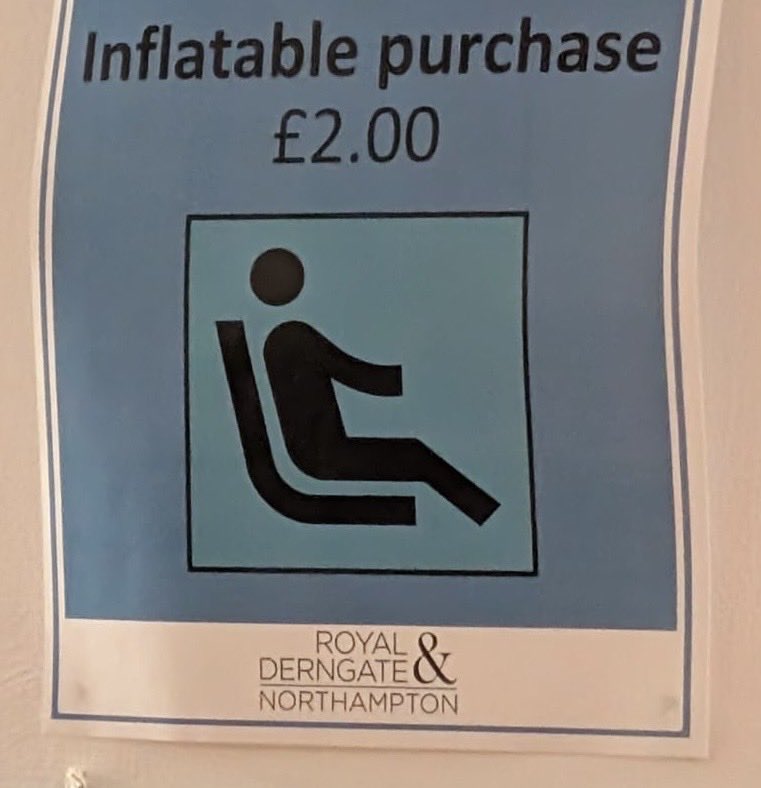 Inflatable purchase
£2.00
ROYAL &
DERNGATE
NORTHAMPTON